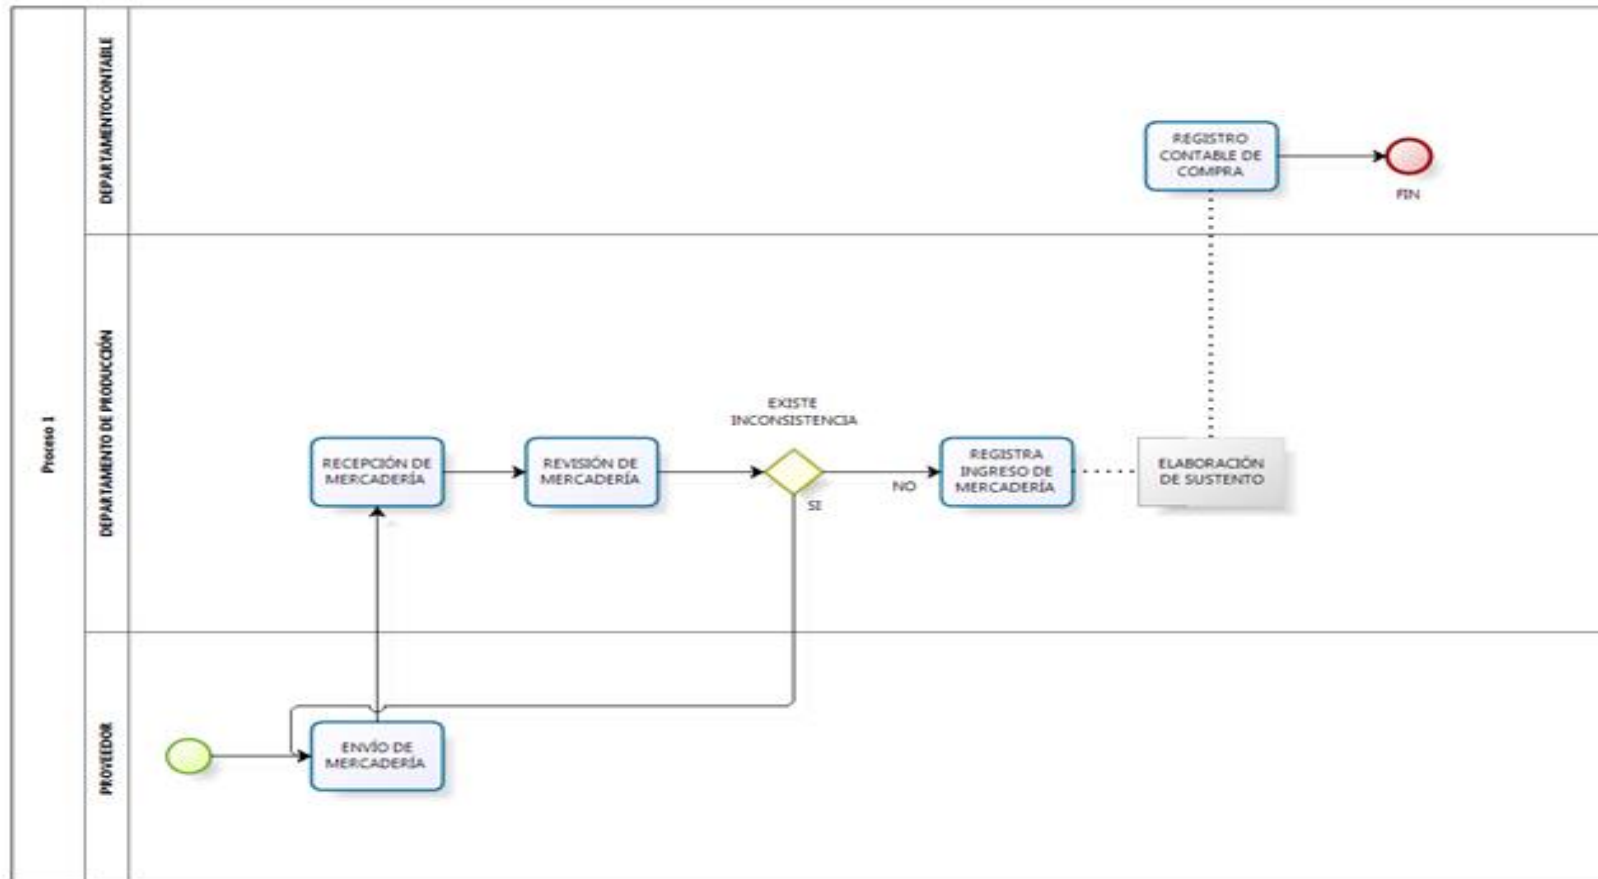 Proceso 1
DEPARTAMENTOCONTABLE
REGISTRO
CONTABLE DE
COMPRA
FIN
DEPARTAMENTO DE PRODUCCIÓN
RECEPCIÓN DE
MERCADERÍA
REVISIÓN DE
MERCADERÍA
EXISTE
INCONSISTENCIA
NO
SI
REGISTRA
INGRESO DE
MERCADERÍA
ELABORACIÓN
DE SUSTENTO
PROVEEDOR
ENVÍO DE
MERCADERÍA